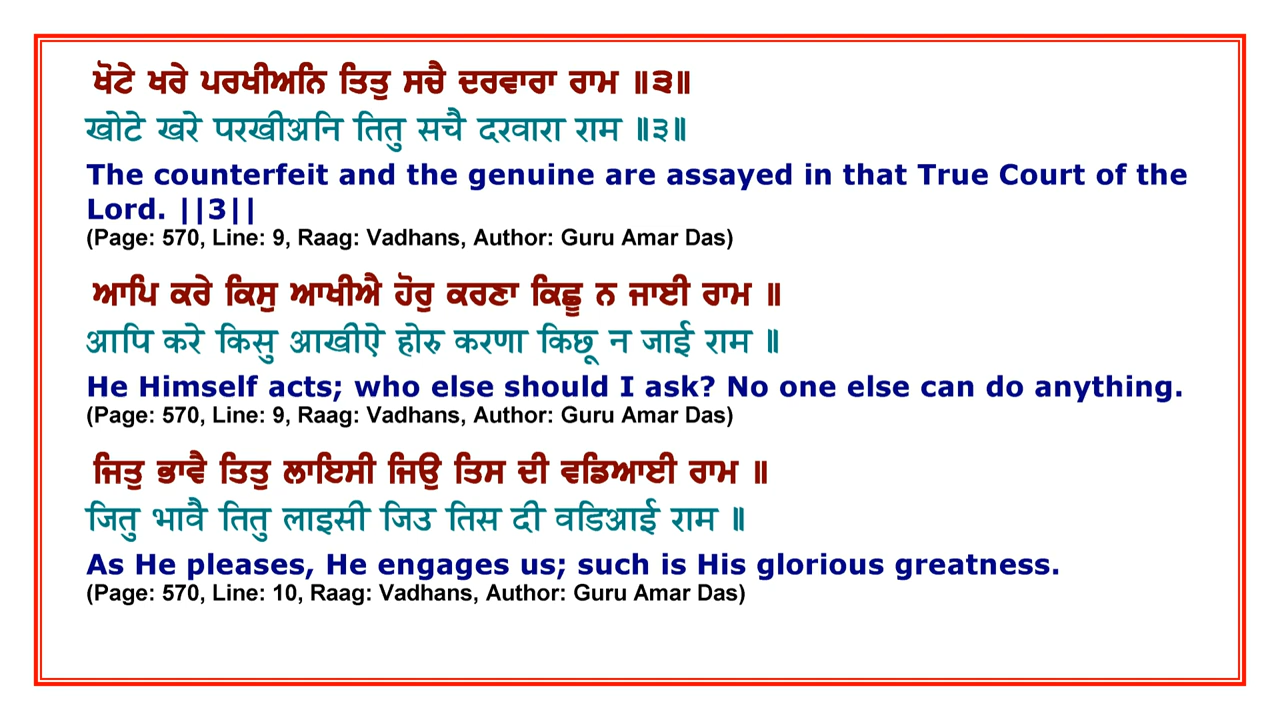 ਖੋਟੇ ਖਰੇ ਪਰਖੀਅਨਿ ਤਿਤੁ ਸਚੈ ਦਰਵਾਰਾ ਰਾਮ ॥੩॥
खोटे खरे परखीअनि तितु सचै दरवारा राम ॥३॥
The counterfeit and the genuine are assayed in that True Court of the
Lord. ||3||
(Page: 570, Line: 9, Raag: Vadhans, Author: Guru Amar Das)
ਆਪਿ ਕਰੇ ਕਿਸੁ ਆਖੀਐ ਹੋਰੁ ਕਰਣਾ ਕਿਛੂ ਨ ਜਾਈ ਰਾਮ ॥
आपि करे किसु आखीऐ होरु करणा किछू न जाई राम ॥
He Himself acts; who else should I ask? No one else can do anything.
(Page: 570, Line: 9, Raag: Vadhans, Author: Guru Amar Das)
ਜਿਤੁ ਭਾਵੈ ਤਿਤੁ ਲਾਇਸੀ ਜਿਉ ਤਿਸ ਦੀ ਵਡਿਆਈ ਰਾਮ ॥
जितु भावै तितु लाइसी जिउ तिस दी वडिआई राम ॥
As He pleases, He engages us; such is His glorious greatness.
(Page: 570, Line: 10, Raag: Vadhans, Author: Guru Amar Das)